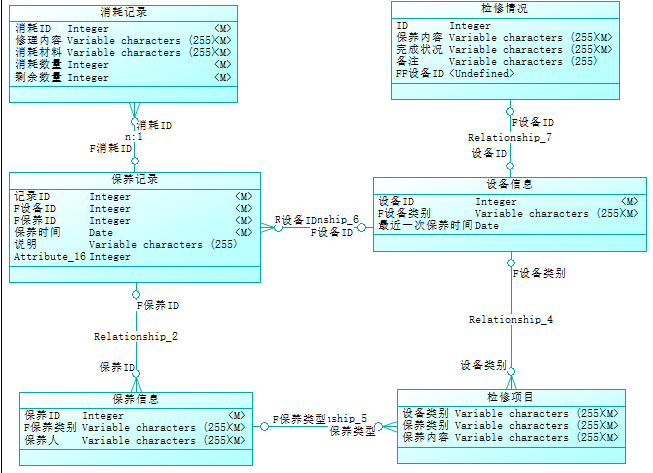 消耗记录
消耗ID Integer <M>
修理内容 Variable characters (255)<M>
消耗材料 Variable characters (255)<M>
消耗数量 Integer <M>
剩余数量 Integer <M>
检修情况
ID Integer
保养内容 Variable characters (255)<M>
完成状况 Variable characters (255)<M>
备注 Variable characters (255)
FF设备ID <Undefined>
消耗ID
n:1
F消耗ID
F设备ID
Relationship_7
设备ID
保养记录
记录ID Integer <M>
F设备ID Integer <M>
F保养ID Integer <M>
保养时间 Date <M>
说明 Variable characters (255)
Attribute_16 Integer
设备信息
设备ID Integer <M>
F设备类别 Variable characters (255)<M>
最近一次保养时间 Date
R设备ID nship_6
F设备ID
F保养ID
Relationship_2
保养ID
F设备类别
Relationship_4
设备类别
保养信息
保养ID Integer <M>
F保养类别 Variable characters (255)<M>
保养人 Variable characters (255)<M>
F保养类型 nship_5
保养类型
检修项目
设备类别 Variable characters (255)<M>
保养类别 Variable characters (255)<M>
保养内容 Variable characters (255)<M>